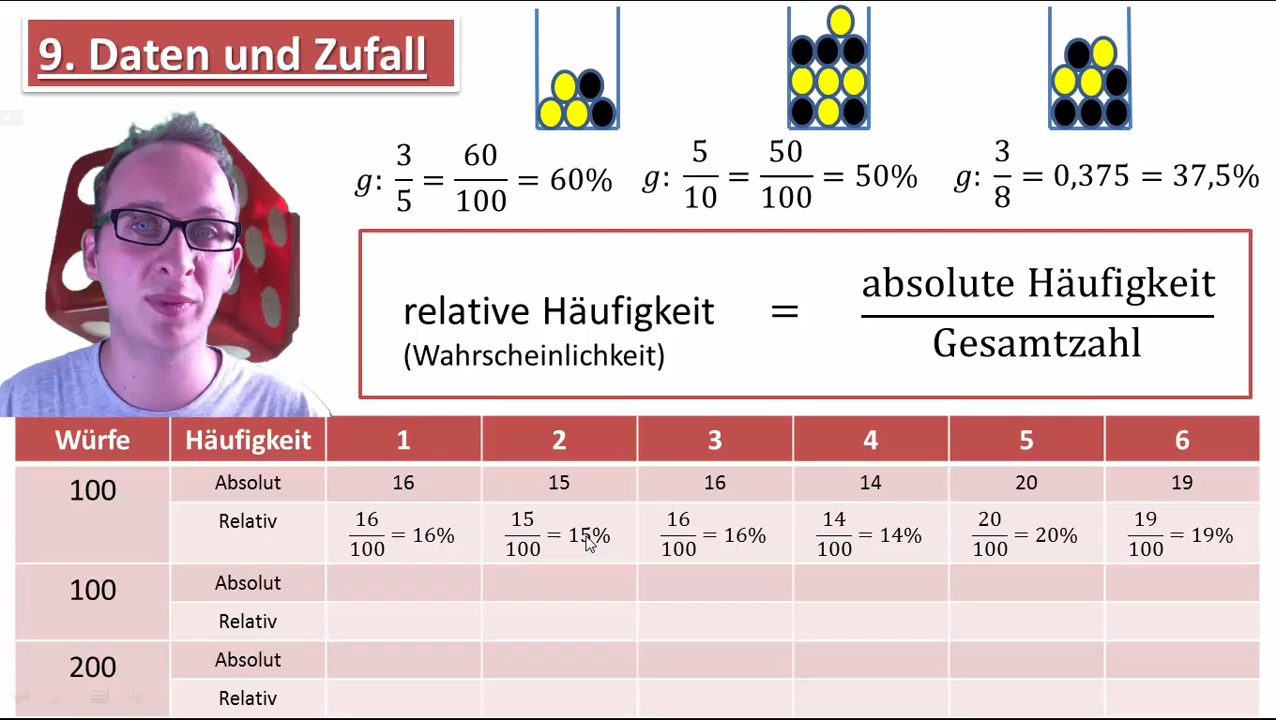 9. Daten und Zufall
g: 3/5 = 60/100 = 60%
g: 5/10 = 50/100 = 50%
g: 3/8 = 0,375 = 37,5%
relative Häufigkeit = absolute Häufigkeit / Gesamtzahl
(Wahrscheinlichkeit)
Würfe Häufigkeit 1 2 3 4 5 6
100 Absolut 16 15 16 14 20 19
Relativ 16/100 = 16% 15/100 = 15% 16/100 = 16% 14/100 = 14% 20/100 = 20% 19/100 = 19%
100 Absolut
Relativ
200 Absolut
Relativ